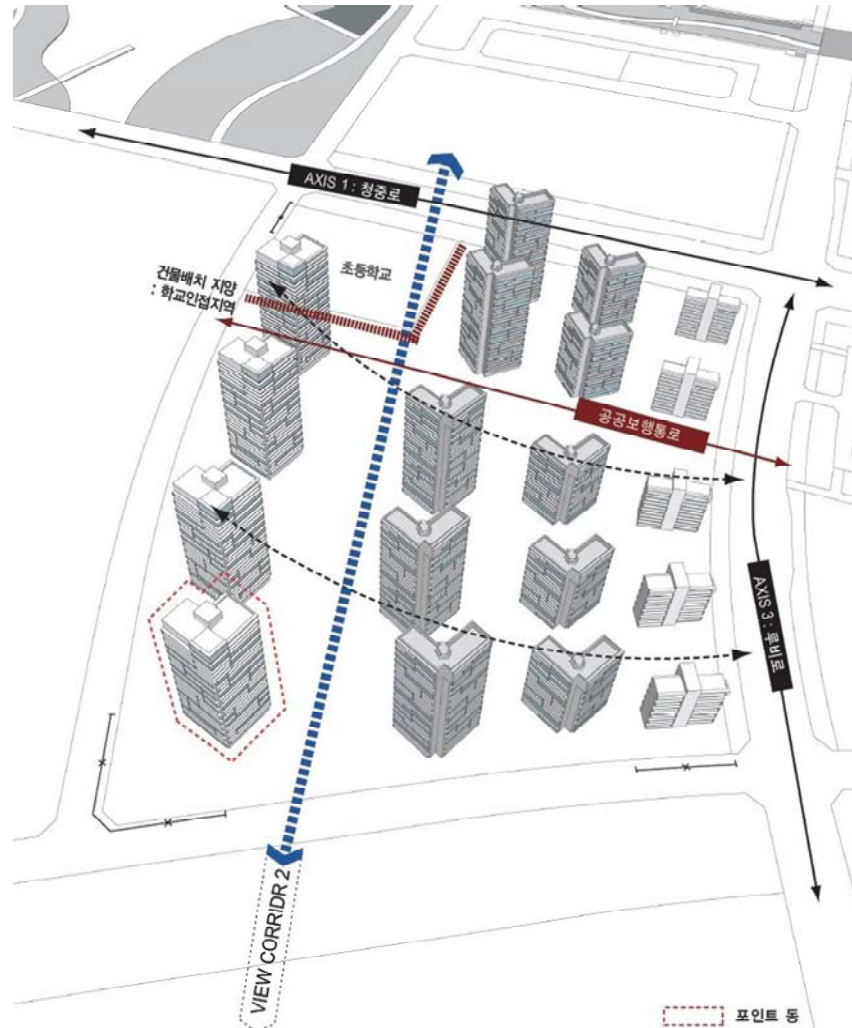 AXIS 1 : 청중로
초등학교
건물배치 지양
: 학교인접지역
공공보행통로
AXIS 3 : 루비로
VIEW CORRIDR 2
포인트 동